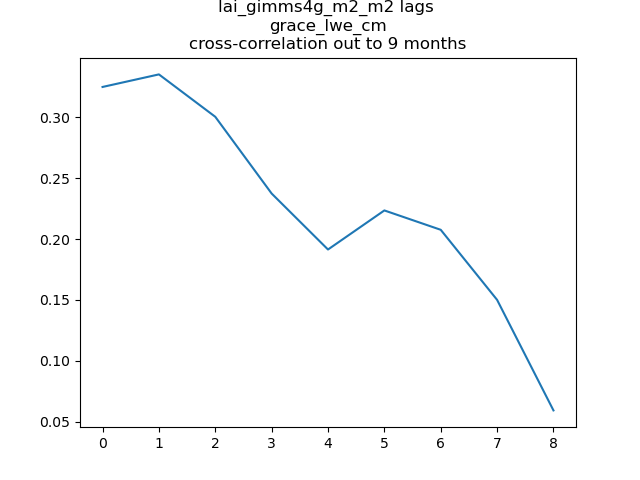 lai_gimms4g_m2_m2 lags
grace_lwe_cm
cross-correlation out to 9 months
0.30
0.25
0.20
0.15
0.10
0.05
0 1 2 3 4 5 6 7 8